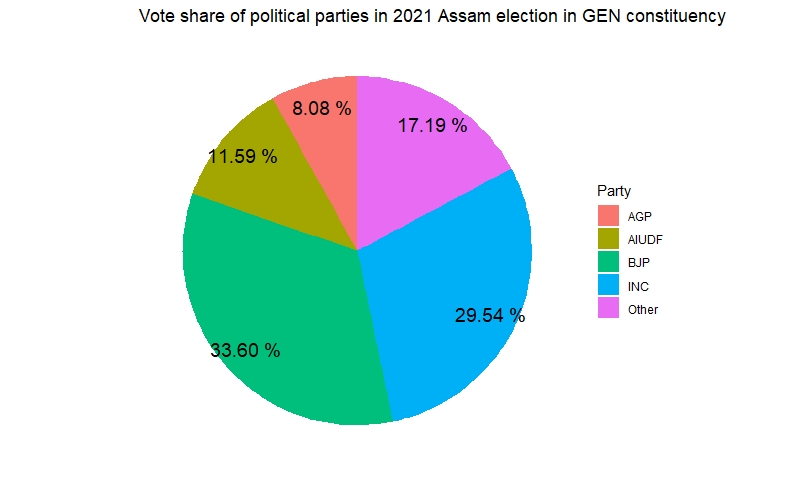 Vote share of political parties in 2021 Assam election in GEN constituency
8.08 %
17.19 %
11.59 %
29.54 %
33.60 %
Party
AGP
AIUDF
BJP
INC
Other